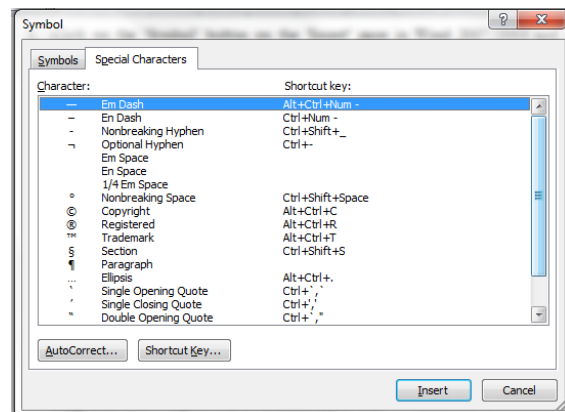 Symbol
Symbols Special Characters
Character: Shortcut key:
— Em Dash Alt+Ctrl+Num -
– En Dash Ctrl+Num -
- Nonbreaking Hyphen Ctrl+Shift+_
¬ Optional Hyphen Ctrl+-
Em Space
En Space
1/4 Em Space
° Nonbreaking Space Ctrl+Shift+Space
© Copyright Alt+Ctrl+C
® Registered Alt+Ctrl+R
™ Trademark Alt+Ctrl+T
§ Section Ctrl+Shift+S
¶ Paragraph
… Ellipsis Alt+Ctrl+.
‘ Single Opening Quote Ctrl+`,`
’ Single Closing Quote Ctrl+','
“ Double Opening Quote Ctrl+`,"
AutoCorrect... Shortcut Key...
Insert Cancel